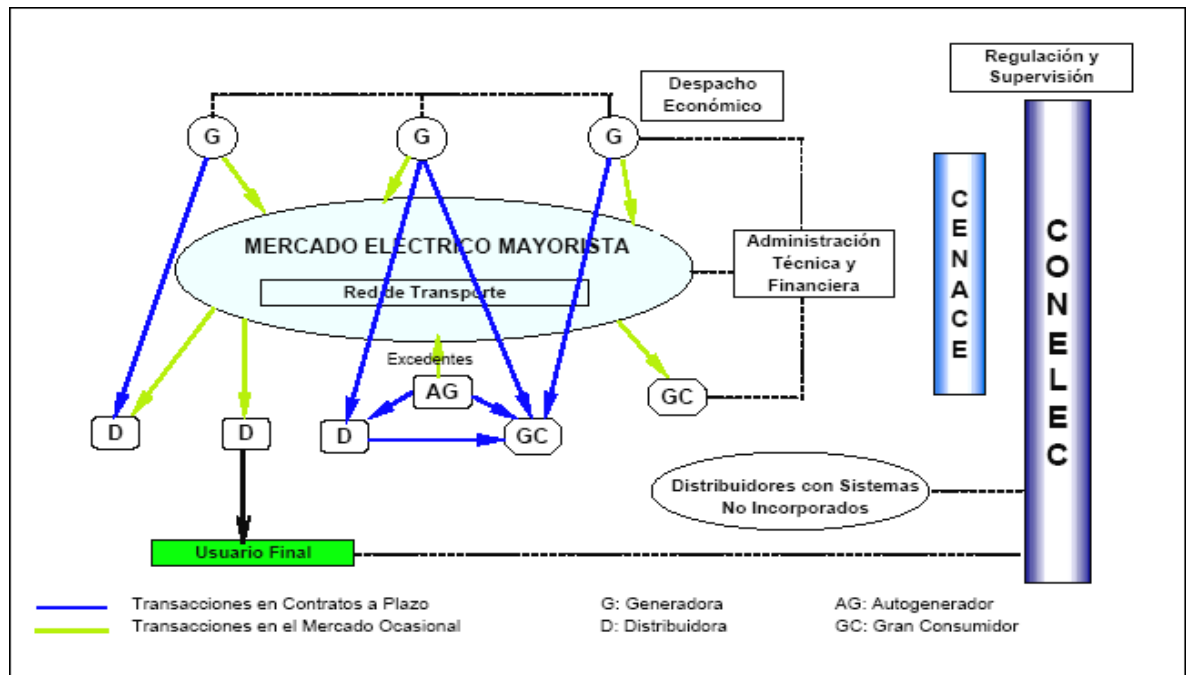 Regulación y
Supervisión
Despacho
Económico
G
G
G
MERCADO ELECTRICO MAYORISTA
Red de Transporte
Administración
Técnica y
Financiera
CENACE
CONELEC
Excedentes
AG
GC
D
D
D
GC
Distribuidores con Sistemas
No Incorporados
Usuario Final
Transacciones en Contratos a Plazo
G: Generadora
AG: Autogenerador
Transacciones en el Mercado Ocasional
D: Distribuidora
GC: Gran Consumidor